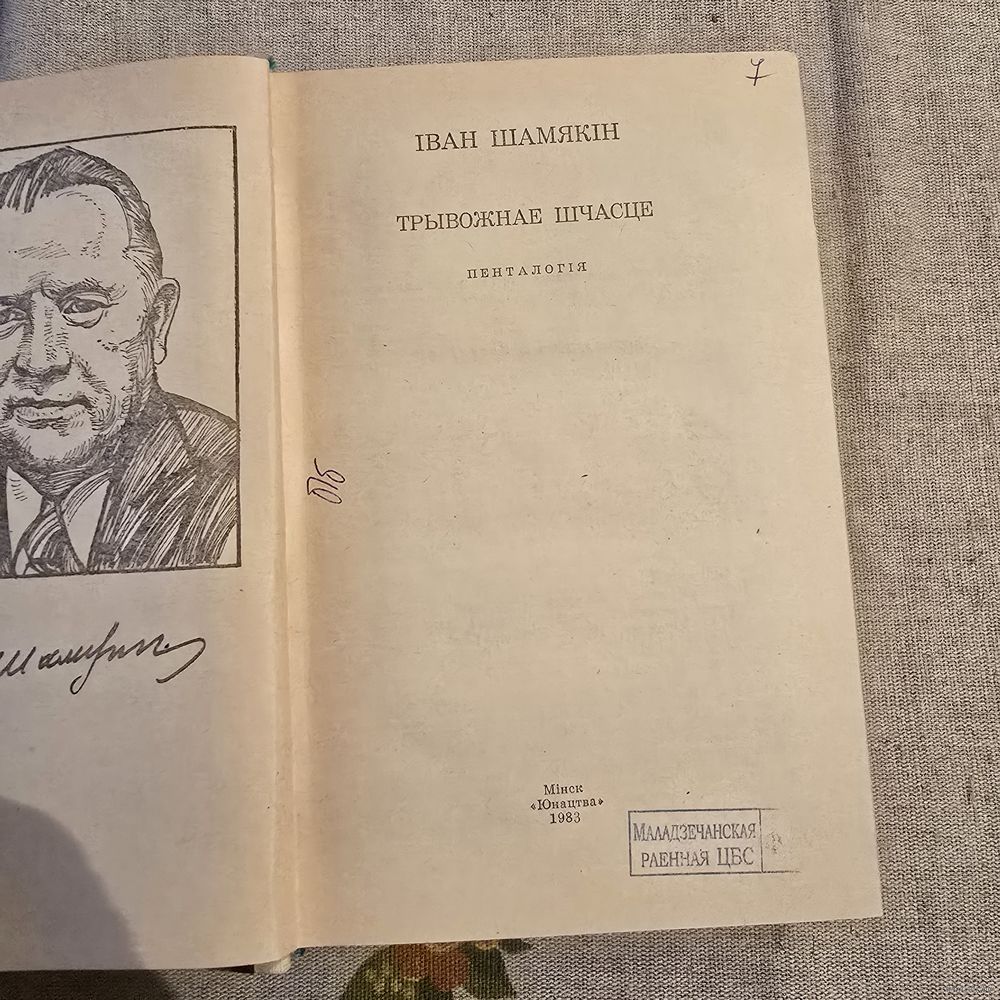 7
ІВАН ШАМЯКІН
ТРЫВОЖНАЕ ШЧАСЦЕ
ПЕНТАЛОГІЯ
Мінск
«Юнацтва»
1983
МАЛАДЗЕЧАНСКАЯ
РАЕННАЯ ЦБС